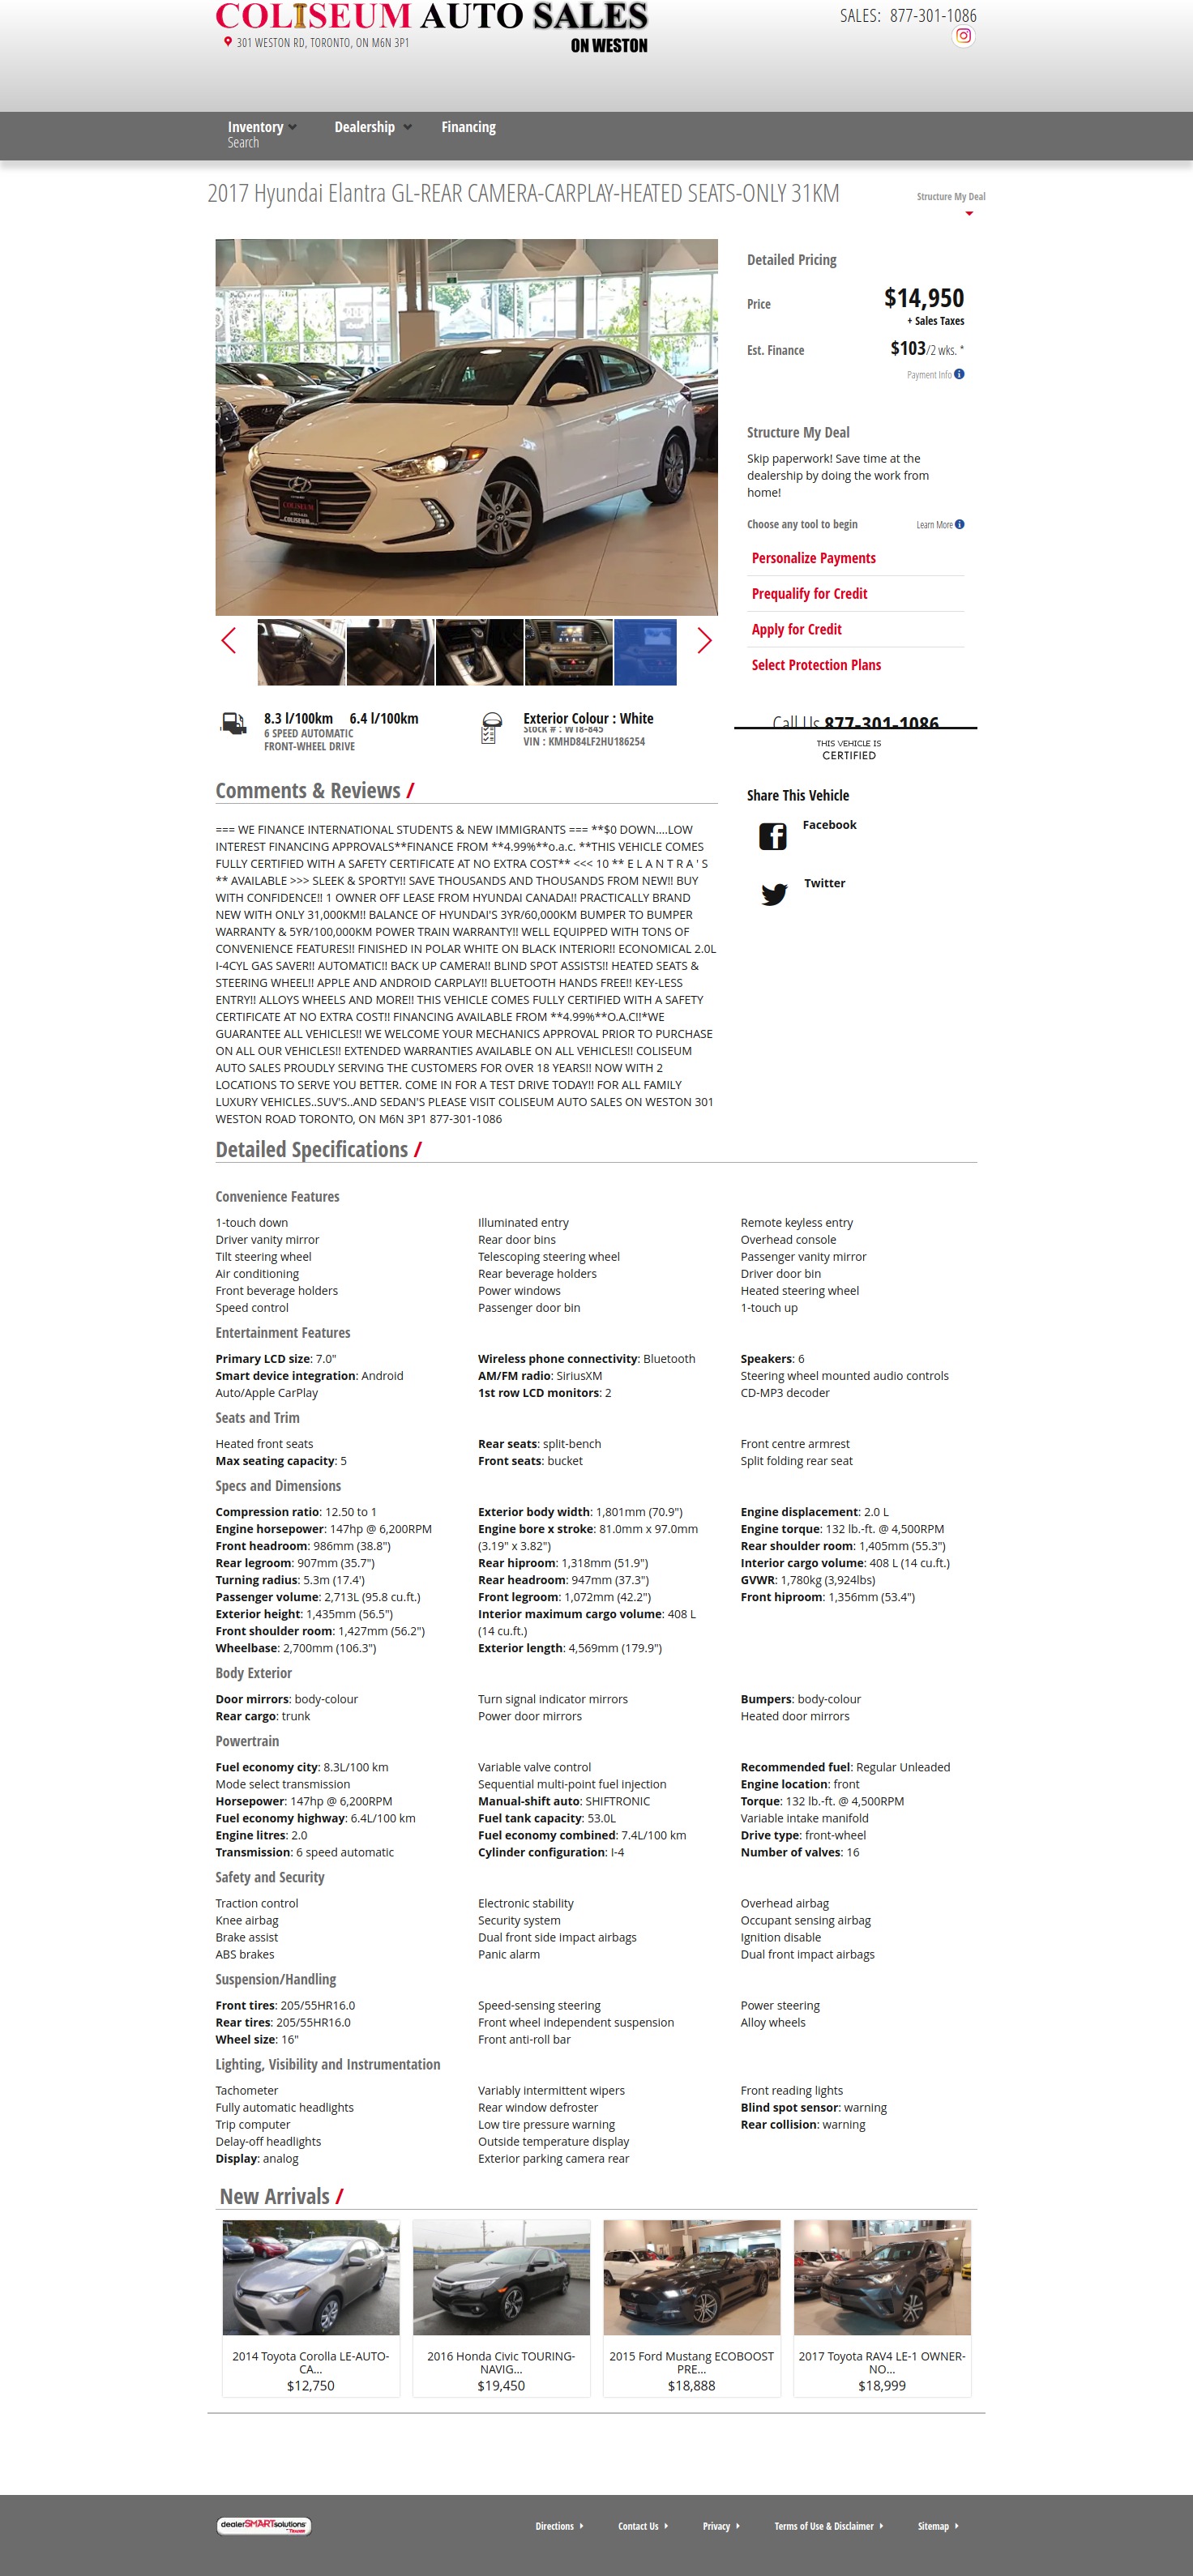 COLISEUM AUTO SALES
ON WESTON
301 WESTON RD, TORONTO, ON M6N 3P1
SALES: 877-301-1086
Inventory
Search
Dealership
Financing
2017 Hyundai Elantra GL-REAR CAMERA-CARPLAY-HEATED SEATS-ONLY 31KM
Structure My Deal
COLISEUM
Detailed Pricing
Price
$14,950
+ Sales Taxes
Est. Finance
$103/2 wks. *
Payment Info
Structure My Deal
Skip paperwork! Save time at the
dealership by doing the work from
home!
Choose any tool to begin
Learn More
Personalize Payments
Prequalify for Credit
Apply for Credit
Select Protection Plans
Call Us 877-301-1086
THIS VEHICLE IS
CERTIFIED
8.3 l/100km 6.4 l/100km
6 SPEED AUTOMATIC
FRONT-WHEEL DRIVE
Exterior Colour : White
Stock # : W18-845
VIN : KMHD84LF2HU186254
Share This Vehicle
Facebook
Twitter
Comments & Reviews /
=== WE FINANCE INTERNATIONAL STUDENTS & NEW IMMIGRANTS === **$0 DOWN....LOW
INTEREST FINANCING APPROVALS**FINANCE FROM **4.99%**o.a.c. **THIS VEHICLE COMES
FULLY CERTIFIED WITH A SAFETY CERTIFICATE AT NO EXTRA COST** <<< 10 ** E L A N T R A ' S
** AVAILABLE >>> SLEEK & SPORTY!! SAVE THOUSANDS AND THOUSANDS FROM NEW!! BUY
WITH CONFIDENCE!! 1 OWNER OFF LEASE FROM HYUNDAI CANADA!! PRACTICALLY BRAND
NEW WITH ONLY 31,000KM!! BALANCE OF HYUNDAI'S 3YR/60,000KM BUMPER TO BUMPER
WARRANTY & 5YR/100,000KM POWER TRAIN WARRANTY!! WELL EQUIPPED WITH TONS OF
CONVENIENCE FEATURES!! FINISHED IN POLAR WHITE ON BLACK INTERIOR!! ECONOMICAL 2.0L
I-4CYL GAS SAVER!! AUTOMATIC!! BACK UP CAMERA!! BLIND SPOT ASSISTS!! HEATED SEATS &
STEERING WHEEL!! APPLE AND ANDROID CARPLAY!! BLUETOOTH HANDS FREE!! KEY-LESS
ENTRY!! ALLOYS WHEELS AND MORE!! THIS VEHICLE COMES FULLY CERTIFIED WITH A SAFETY
CERTIFICATE AT NO EXTRA COST!! FINANCING AVAILABLE FROM **4.99%**O.A.C!!*WE
GUARANTEE ALL VEHICLES!! WE WELCOME YOUR MECHANICS APPROVAL PRIOR TO PURCHASE
ON ALL OUR VEHICLES!! EXTENDED WARRANTIES AVAILABLE ON ALL VEHICLES!! COLISEUM
AUTO SALES PROUDLY SERVING THE CUSTOMERS FOR OVER 18 YEARS!! NOW WITH 2
LOCATIONS TO SERVE YOU BETTER. COME IN FOR A TEST DRIVE TODAY!! FOR ALL FAMILY
LUXURY VEHICLES..SUV'S..AND SEDAN'S PLEASE VISIT COLISEUM AUTO SALES ON WESTON 301
WESTON ROAD TORONTO, ON M6N 3P1 877-301-1086
Detailed Specifications /
Convenience Features
1-touch down
Driver vanity mirror
Tilt steering wheel
Air conditioning
Front beverage holders
Speed control
Illuminated entry
Rear door bins
Telescoping steering wheel
Rear beverage holders
Power windows
Passenger door bin
Remote keyless entry
Overhead console
Passenger vanity mirror
Driver door bin
Heated steering wheel
1-touch up
Entertainment Features
Primary LCD size: 7.0"
Smart device integration: Android
Auto/Apple CarPlay
Wireless phone connectivity: Bluetooth
AM/FM radio: SiriusXM
1st row LCD monitors: 2
Speakers: 6
Steering wheel mounted audio controls
CD-MP3 decoder
Seats and Trim
Heated front seats
Max seating capacity: 5
Rear seats: split-bench
Front seats: bucket
Front centre armrest
Split folding rear seat
Specs and Dimensions
Compression ratio: 12.50 to 1
Engine horsepower: 147hp @ 6,200RPM
Front headroom: 986mm (38.8")
Rear legroom: 907mm (35.7")
Turning radius: 5.3m (17.4')
Passenger volume: 2,713L (95.8 cu.ft.)
Exterior height: 1,435mm (56.5")
Front shoulder room: 1,427mm (56.2")
Wheelbase: 2,700mm (106.3")
Exterior body width: 1,801mm (70.9")
Engine bore x stroke: 81.0mm x 97.0mm
(3.19" x 3.82")
Rear hiproom: 1,318mm (51.9")
Rear headroom: 947mm (37.3")
Front legroom: 1,072mm (42.2")
Interior maximum cargo volume: 408 L
(14 cu.ft.)
Exterior length: 4,569mm (179.9")
Engine displacement: 2.0 L
Engine torque: 132 lb.-ft. @ 4,500RPM
Rear shoulder room: 1,405mm (55.3")
Interior cargo volume: 408 L (14 cu.ft.)
GVWR: 1,780kg (3,924lbs)
Front hiproom: 1,356mm (53.4")
Body Exterior
Door mirrors: body-colour
Rear cargo: trunk
Turn signal indicator mirrors
Power door mirrors
Bumpers: body-colour
Heated door mirrors
Powertrain
Fuel economy city: 8.3L/100 km
Mode select transmission
Horsepower: 147hp @ 6,200RPM
Fuel economy highway: 6.4L/100 km
Engine litres: 2.0
Transmission: 6 speed automatic
Variable valve control
Sequential multi-point fuel injection
Manual-shift auto: SHIFTRONIC
Fuel tank capacity: 53.0L
Fuel economy combined: 7.4L/100 km
Cylinder configuration: I-4
Recommended fuel: Regular Unleaded
Engine location: front
Torque: 132 lb.-ft. @ 4,500RPM
Variable intake manifold
Drive type: front-wheel
Number of valves: 16
Safety and Security
Traction control
Knee airbag
Brake assist
ABS brakes
Electronic stability
Security system
Dual front side impact airbags
Panic alarm
Overhead airbag
Occupant sensing airbag
Ignition disable
Dual front impact airbags
Suspension/Handling
Front tires: 205/55HR16.0
Rear tires: 205/55HR16.0
Wheel size: 16"
Speed-sensing steering
Front wheel independent suspension
Front anti-roll bar
Power steering
Alloy wheels
Lighting, Visibility and Instrumentation
Tachometer
Fully automatic headlights
Trip computer
Delay-off headlights
Display: analog
Variably intermittent wipers
Rear window defroster
Low tire pressure warning
Outside temperature display
Exterior parking camera rear
Front reading lights
Blind spot sensor: warning
Rear collision: warning
New Arrivals /
2014 Toyota Corolla LE-AUTO-
CA...
$12,750
2016 Honda Civic TOURING-
NAVIG...
$19,450
2015 Ford Mustang ECOBOOST
PRE...
$18,888
2017 Toyota RAV4 LE-1 OWNER-
NO...
$18,999
dealerSMARTsolutions
Directions
Contact Us
Privacy
Terms of Use & Disclaimer
Sitemap